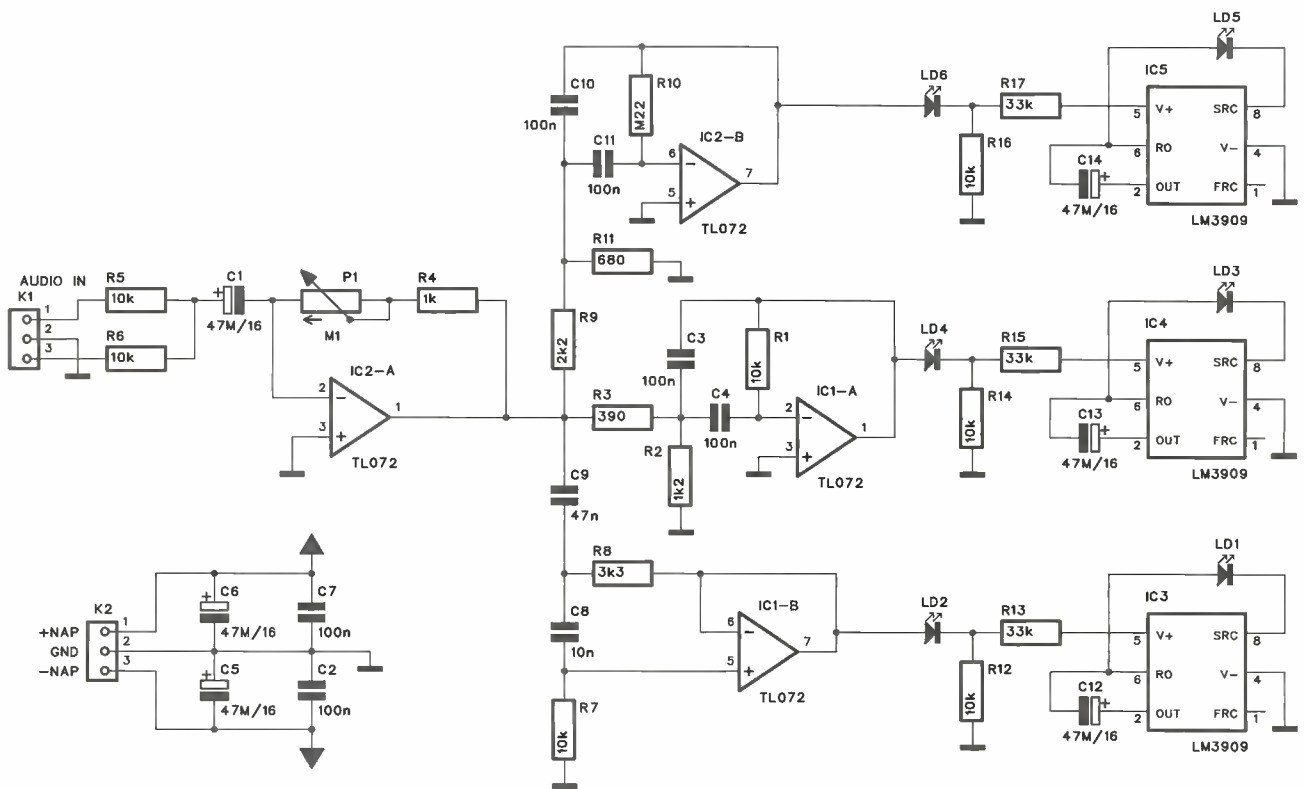 LD5
IC5
C10
100n
R10
M22
LD6
R17
33k
5
V+
SRC
8
C11
100n
IC2-B
6
5
7
TL072
R16
10k
C14
+
47M/16
6
RO
V-
4
2
OUT
FRC
1
LM3909
R11
680
AUDIO IN
K1
1
2
3
R5
10k
R6
10k
+
C1
47M/16
P1
M1
R4
1k
R9
2k2
C3
100n
R1
10k
LD3
IC4
LD4
R15
33k
5
V+
SRC
8
IC2-A
2
3
1
TL072
R3
390
C4
100n
IC1-A
2
3
1
TL072
R2
1k2
R14
10k
C13
+
47M/16
6
RO
V-
4
2
OUT
FRC
1
LM3909
C9
47n
R8
3k3
C8
10n
IC1-B
6
5
7
TL072
R7
10k
LD1
IC3
LD2
R13
33k
5
V+
SRC
8
R12
10k
C12
+
47M/16
6
RO
V-
4
2
OUT
FRC
1
LM3909
K2
+NAP
GND
-NAP
1
2
3
+
C6
47M/16
C7
100n
+
C5
47M/16
C2
100n